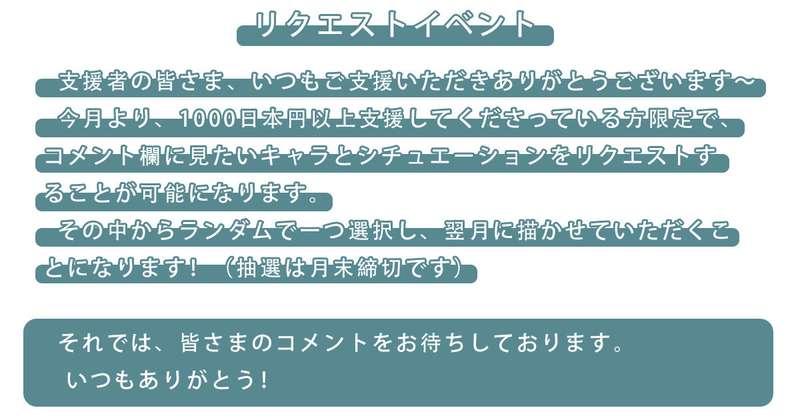 リクエストイベント
支援者の皆さま、いつもご支援いただきありがとうございます～
今月より、1000日本円以上支援してくださっている方限定で、
コメント欄に見たいキャラとシチュエーションをリクエストす
ることが可能になります。
その中からランダムで一つ選択し、翌月に描かせていただくこ
とになります！（抽選は月末締切です）
それでは、皆さまのコメントをお待ちしております。
いつもありがとう！